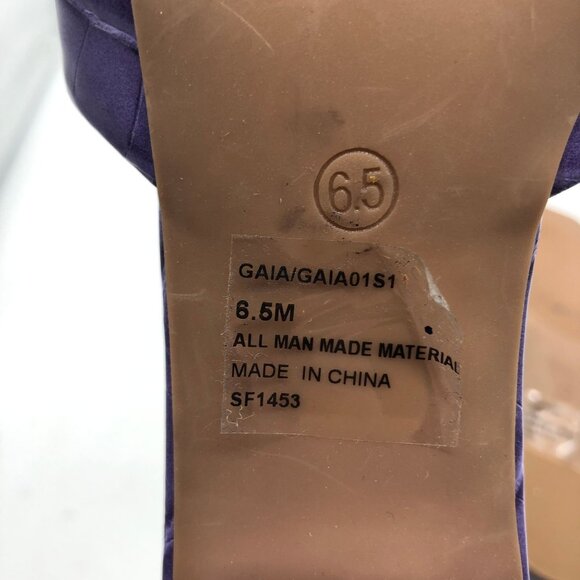 6.5
GAIA/GAIA01S1
6.5M
ALL MAN MADE MATERIAL
MADE IN CHINA
SF1453